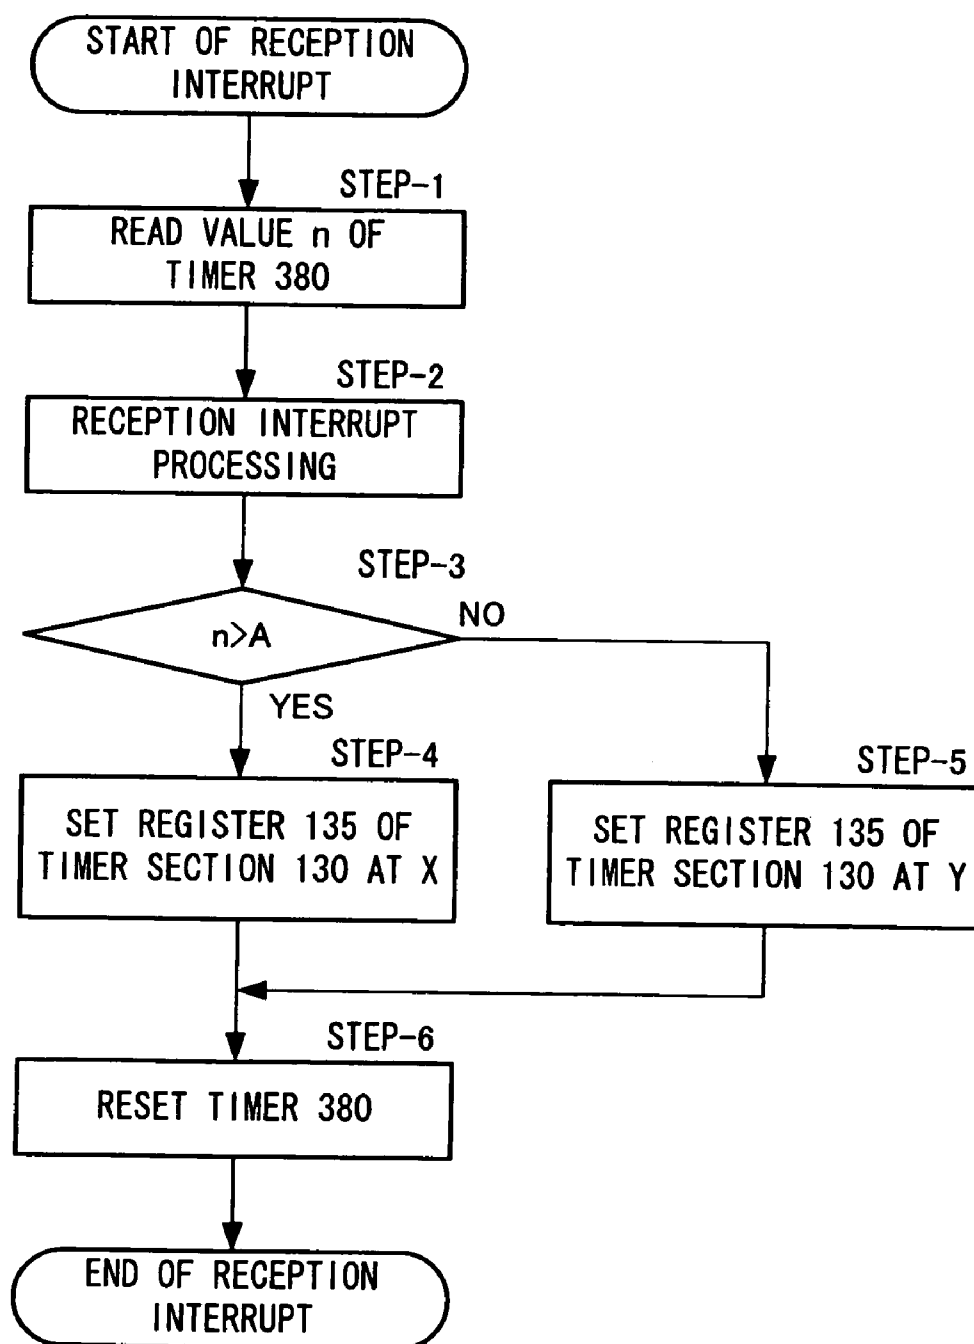 START OF RECEPTION
INTERRUPT
STEP-1
READ VALUE n OF
TIMER 380
STEP-2
RECEPTION INTERRUPT
PROCESSING
STEP-3
n>A
NO
YES
STEP-4
SET REGISTER 135 OF
TIMER SECTION 130 AT X
STEP-5
SET REGISTER 135 OF
TIMER SECTION 130 AT Y
STEP-6
RESET TIMER 380
END OF RECEPTION
INTERRUPT